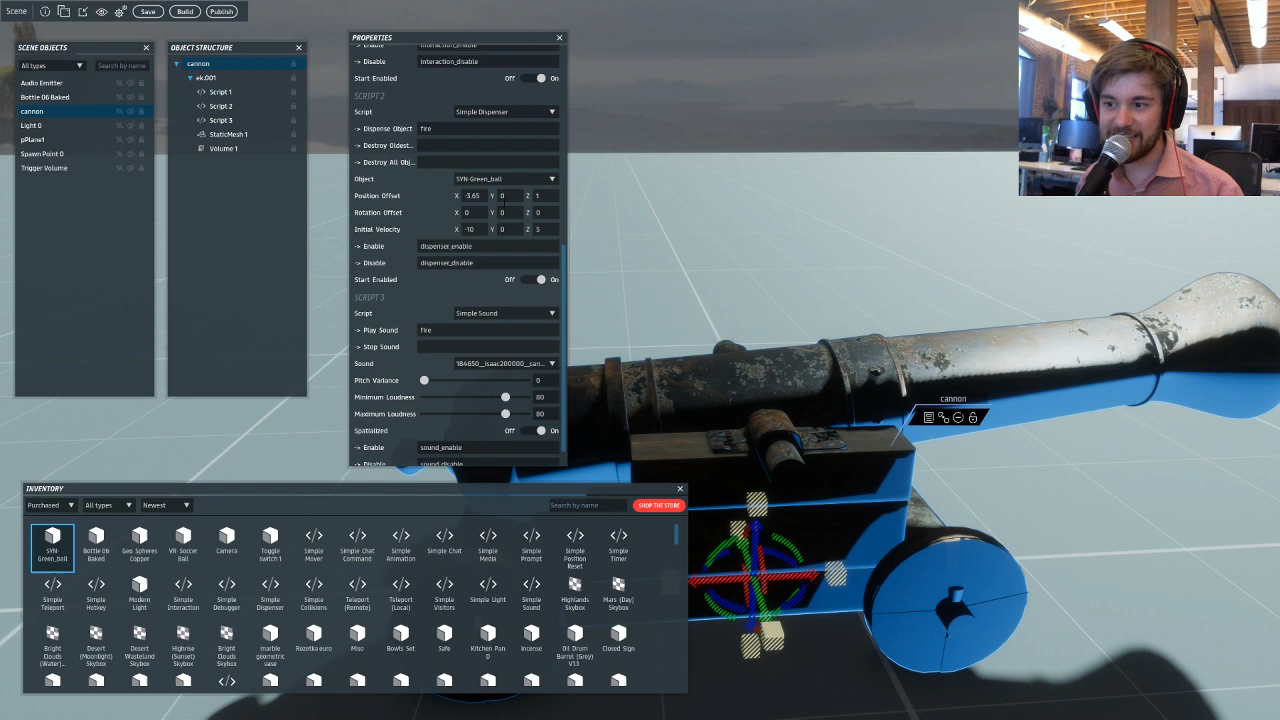 Scene Save Build Publish
SCENE OBJECTS
All types Search by name
Audio Emitter
Bottle 06 Baked
cannon
Light 0
pPlane1
Spawn Point 0
Trigger Volume
OBJECT STRUCTURE
cannon
ek.001
Script 1
Script 2
Script 3
StaticMesh 1
Volume 1
PROPERTIES
-> Enable interaction_enable
-> Disable interaction_disable
Start Enabled Off On
SCRIPT 2
Script Simple Dispenser
-> Dispense Object fire
-> Destroy Oldest...
-> Destroy All Obj...
Object SYN-Green_ball
Position Offset X -3.65 Y 0 Z 1
Rotation Offset X 0 Y 0 Z 0
Initial Velocity X -10 Y 0 Z 5
-> Enable dispenser_enable
-> Disable dispenser_disable
Start Enabled Off On
SCRIPT 3
Script Simple Sound
-> Play Sound fire
-> Stop Sound
Sound 184650__isaac200000__can...
Pitch Variance 0
Minimum Loudness 80
Maximum Loudness 80
Spatialized Off On
-> Enable sound_enable
-> Disable sound_disable
cannon
INVENTORY
Purchased All types Newest Search by name SHOP THE STORE
SYN-Green_ball
Bottle 06 Baked
Geo Spheres Copper
VR- Soccer Ball
Camera
Toggle switch 1
Simple Mover
Simple Chat Command
Simple Animation
Simple Chat
Simple Media
Simple Prompt
Simple Position Reset
Simple Timer
Simple Teleport
Simple Hotkey
Modern Light
Simple Interaction
Simple Debugger
Simple Dispenser
Simple Collisions
Teleport (Remote)
Teleport (Local)
Simple Visitors
Simple Light
Simple Sound
Highlands Skybox
Mars (Day) Skybox
Bright Clouds (Water)...
Desert (Moonlight) Skybox
Desert Wasteland Skybox
Highrise (Sunset) Skybox
Bright Clouds Skybox
marble geometric vase
Rozetka euro
Miso
Bowls Set
Safe
Kitchen Pan D
Incense
Oil Drum Barrel (Grey) V1.1
Closed Sign